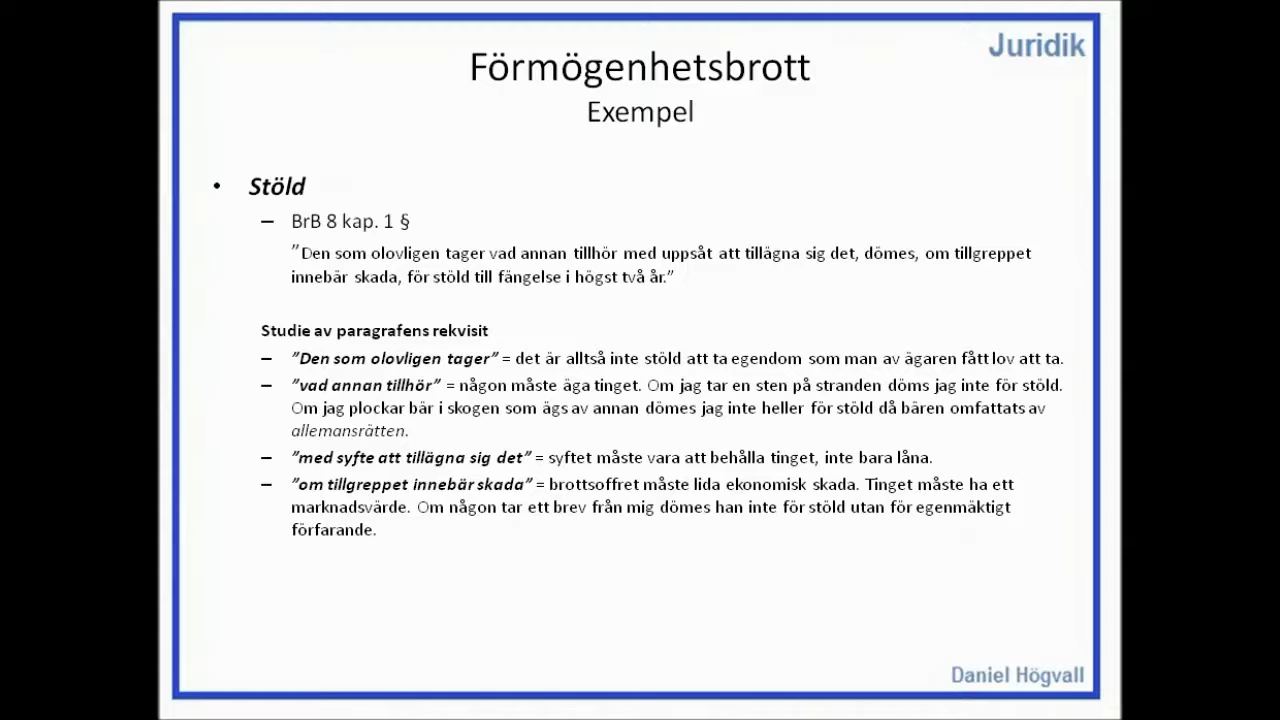 Juridik
Förmögenhetsbrott
Exempel
• Stöld
– BrB 8 kap. 1 §
”Den som olovligen tager vad annan tillhör med uppsåt att tillägna sig det, dömes, om tillgreppet
innebär skada, för stöld till fängelse i högst två år.”
Studie av paragrafens rekvisit
– ”Den som olovligen tager” = det är alltså inte stöld att ta egendom som man av ägaren fått lov att ta.
– ”vad annan tillhör” = någon måste äga tinget. Om jag tar en sten på stranden döms jag inte för stöld.
Om jag plockar bär i skogen som ägs av annan dömes jag inte heller för stöld då bären omfattats av
allemansrätten.
– ”med syfte att tillägna sig det” = syftet måste vara att behålla tinget, inte bara låna.
– ”om tillgreppet innebär skada” = brottsoffret måste lida ekonomisk skada. Tinget måste ha ett
marknadsvärde. Om någon tar ett brev från mig dömes han inte för stöld utan för egenmäktigt
förfarande.
Daniel Högvall